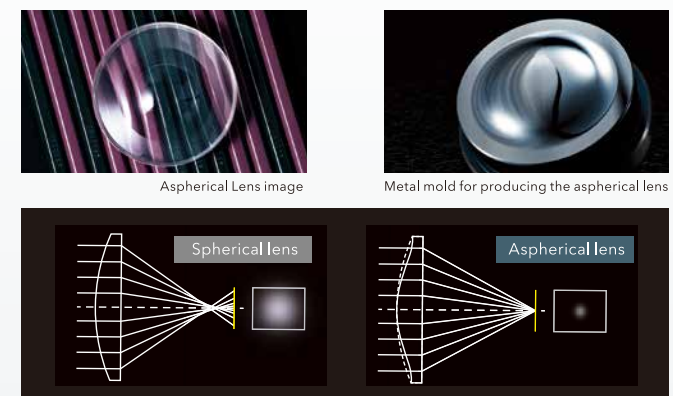 Aspherical Lens image
Metal mold for producing the aspherical lens
Spherical lens
Aspherical lens